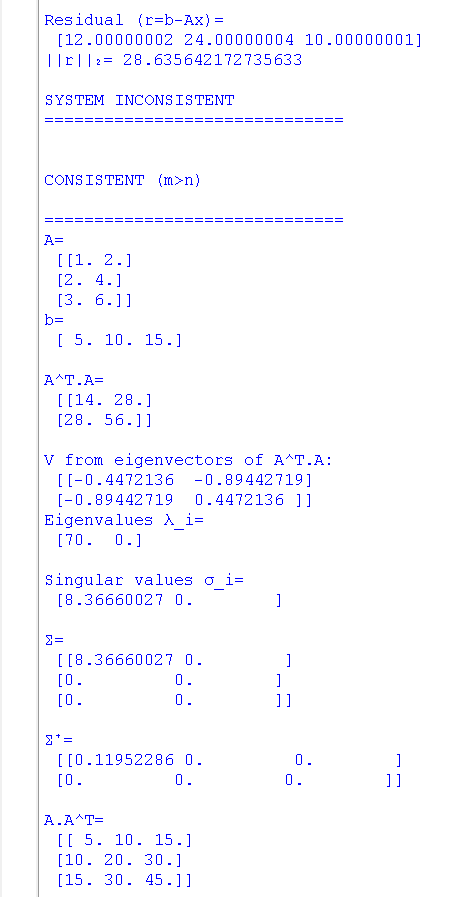 Residual (r=b-Ax)=
[12.00000002 24.00000004 10.00000001]
||r||₂= 28.635642172735633
SYSTEM INCONSISTENT
==============================
CONSISTENT (m>n)
==============================
A=
[[1. 2.]
[2. 4.]
[3. 6.]]
b=
[ 5. 10. 15.]
A^T.A=
[[14. 28.]
[28. 56.]]
V from eigenvectors of A^T.A:
[[-0.4472136  -0.89442719]
[-0.89442719  0.4472136 ]]
Eigenvalues λ_i=
[70.  0.]
Singular values σ_i=
[8.36660027 0.        ]
Σ=
[[8.36660027 0.        ]
[0.         0.        ]
[0.         0.        ]]
Σ⁺=
[[0.11952286 0.         0.        ]
[0.         0.         0.        ]]
A.A^T=
[[ 5. 10. 15.]
[10. 20. 30.]
[15. 30. 45.]]